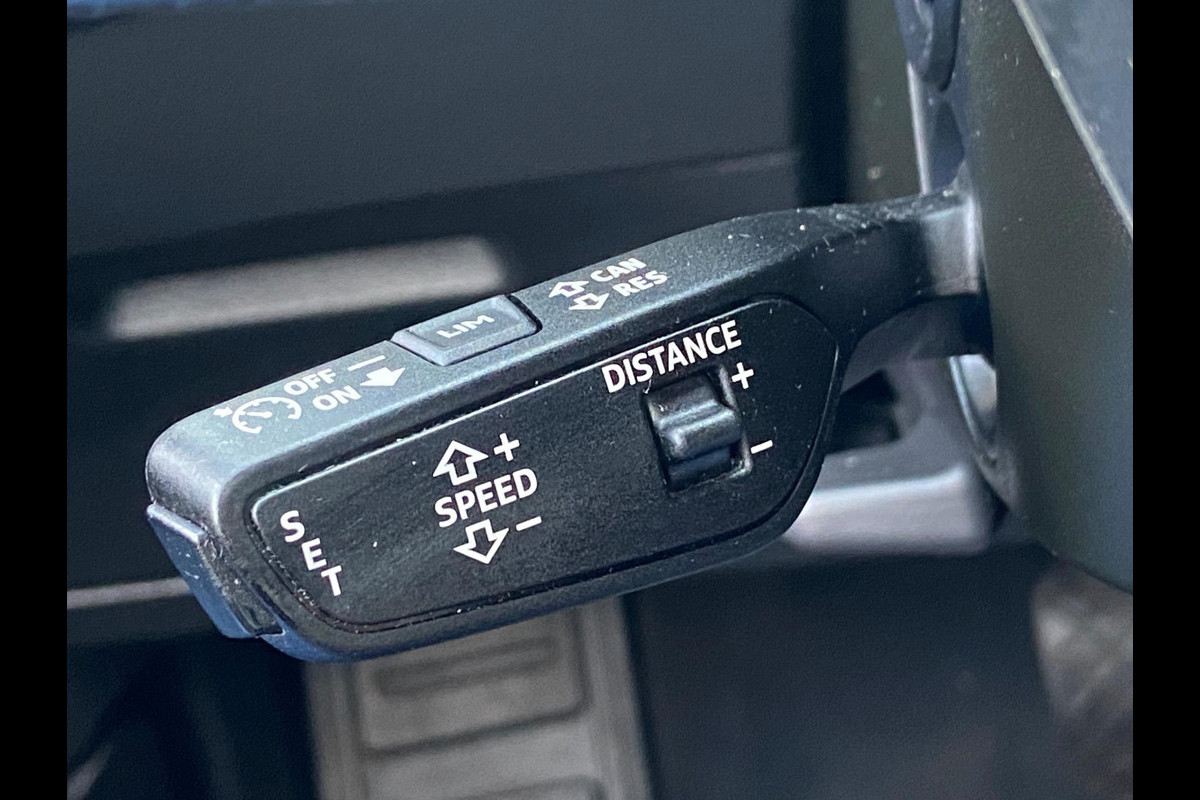 CAN
RES
LIM
OFF
ON
DISTANCE
+
−
+
SPEED
−
SET